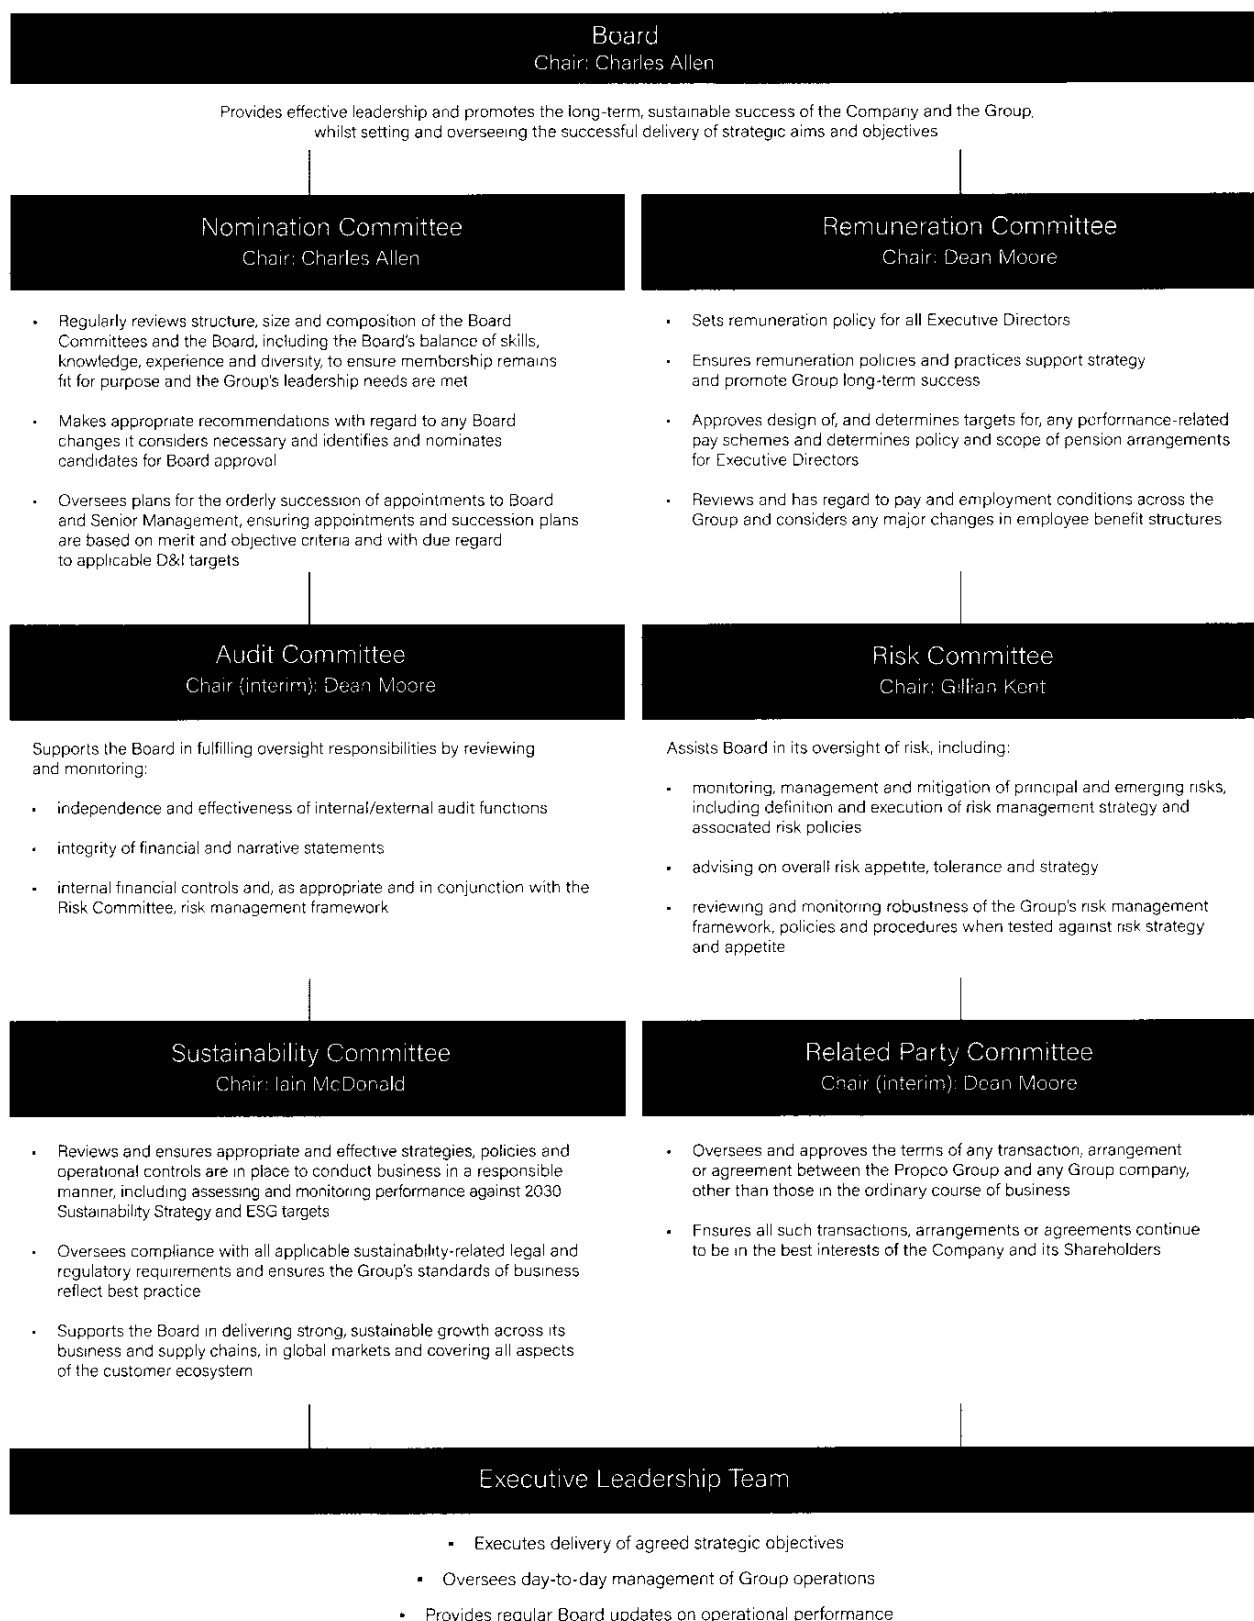 Board
Chair: Charles Allen
Provides effective leadership and promotes the long-term, sustainable success of the Company and the Group,
whilst setting and overseeing the successful delivery of strategic aims and objectives
Nomination Committee
Chair: Charles Allen
• Regularly reviews structure, size and composition of the Board
Committees and the Board, including the Board's balance of skills,
knowledge, experience and diversity, to ensure membership remains
fit for purpose and the Group's leadership needs are met
• Makes appropriate recommendations with regard to any Board
changes it considers necessary and identifies and nominates
candidates for Board approval
• Oversees plans for the orderly succession of appointments to Board
and Senior Management, ensuring appointments and succession plans
are based on merit and objective criteria and with due regard
to applicable D&I targets
Remuneration Committee
Chair: Dean Moore
• Sets remuneration policy for all Executive Directors
• Ensures remuneration policies and practices support strategy
and promote Group long-term success
• Approves design of, and determines targets for, any performance-related
pay schemes and determines policy and scope of pension arrangements
for Executive Directors
• Reviews and has regard to pay and employment conditions across the
Group and considers any major changes in employee benefit structures
Audit Committee
Chair (interim): Dean Moore
Supports the Board in fulfilling oversight responsibilities by reviewing
and monitoring:
• independence and effectiveness of internal/external audit functions
• integrity of financial and narrative statements
• internal financial controls and, as appropriate and in conjunction with the
Risk Committee, risk management framework
Risk Committee
Chair: Gillian Kent
Assists Board in its oversight of risk, including:
• monitoring, management and mitigation of principal and emerging risks,
including definition and execution of risk management strategy and
associated risk policies
• advising on overall risk appetite, tolerance and strategy
• reviewing and monitoring robustness of the Group's risk management
framework, policies and procedures when tested against risk strategy
and appetite
Sustainability Committee
Chair: Iain McDonald
• Reviews and ensures appropriate and effective strategies, policies and
operational controls are in place to conduct business in a responsible
manner, including assessing and monitoring performance against 2030
Sustainability Strategy and ESG targets
• Oversees compliance with all applicable sustainability-related legal and
regulatory requirements and ensures the Group's standards of business
reflect best practice
• Supports the Board in delivering strong, sustainable growth across its
business and supply chains, in global markets and covering all aspects
of the customer ecosystem
Related Party Committee
Chair (interim): Dean Moore
• Oversees and approves the terms of any transaction, arrangement
or agreement between the Propco Group and any Group company,
other than those in the ordinary course of business
• Ensures all such transactions, arrangements or agreements continue
to be in the best interests of the Company and its Shareholders
Executive Leadership Team
• Executes delivery of agreed strategic objectives
• Oversees day-to-day management of Group operations
• Provides regular Board updates on operational performance